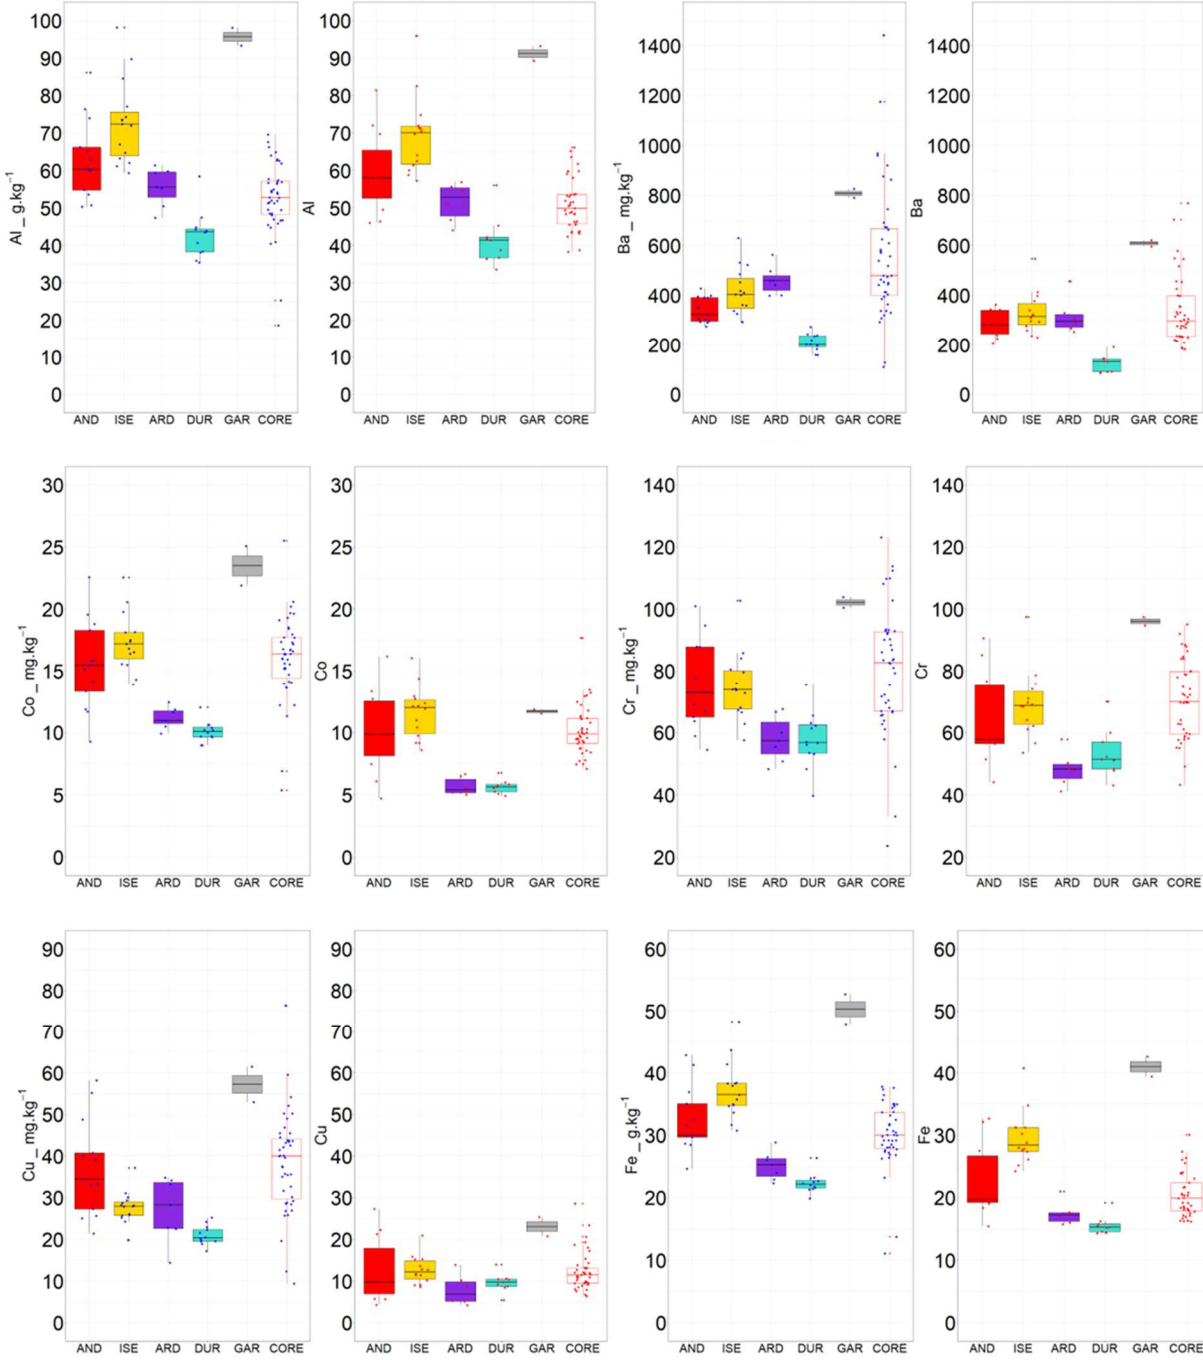 100 90 80 70 60 50 40 30 20 10 0
Al _ g.kg⁻¹
AND ISE ARD DUR GAR CORE
100 90 80 70 60 50 40 30 20 10 0
Al
AND ISE ARD DUR GAR CORE
1400 1200 1000 800 600 400 200 0
Ba _ mg.kg⁻¹
AND ISE ARD DUR GAR CORE
1400 1200 1000 800 600 400 200 0
Ba
AND ISE ARD DUR GAR CORE
30 25 20 15 10 5 0
Co _ mg.kg⁻¹
AND ISE ARD DUR GAR CORE
30 25 20 15 10 5 0
Co
AND ISE ARD DUR GAR CORE
140 120 100 80 60 40 20
Cr _ mg.kg⁻¹
AND ISE ARD DUR GAR CORE
140 120 100 80 60 40 20
Cr
AND ISE ARD DUR GAR CORE
90 80 70 60 50 40 30 20 10 0
Cu _ mg.kg⁻¹
AND ISE ARD DUR GAR CORE
90 80 70 60 50 40 30 20 10 0
Cu
AND ISE ARD DUR GAR CORE
60 50 40 30 20 10 0
Fe _ g.kg⁻¹
AND ISE ARD DUR GAR CORE
60 50 40 30 20 10 0
Fe
AND ISE ARD DUR GAR CORE